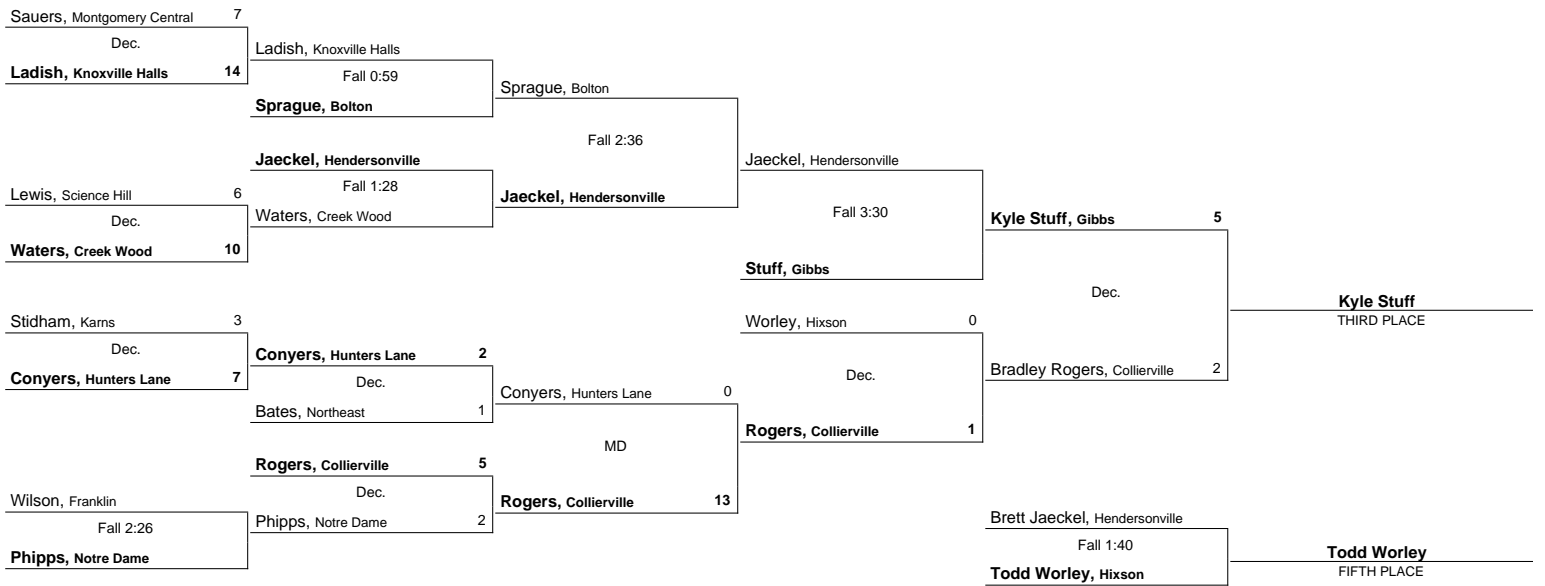 Sauers, Montgomery Central 7
Dec.
Ladish, Knoxville Halls 14
Lewis, Science Hill 6
Dec.
Waters, Creek Wood 10
Stidham, Karns 3
Dec.
Conyers, Hunters Lane 7
Wilson, Franklin
Fall 2:26
Phipps, Notre Dame
Ladish, Knoxville Halls
Fall 0:59
Sprague, Bolton
Jaeckel, Hendersonville
Fall 1:28
Waters, Creek Wood
Conyers, Hunters Lane 2
Dec.
Bates, Northeast 1
Rogers, Collierville 5
Dec.
Phipps, Notre Dame 2
Sprague, Bolton
Fall 2:36
Jaeckel, Hendersonville
Conyers, Hunters Lane 0
MD
Rogers, Collierville 13
Jaeckel, Hendersonville
Fall 3:30
Stuff, Gibbs
Worley, Hixson 0
Dec.
Rogers, Collierville 1
Kyle Stuff, Gibbs 5
Dec.
Bradley Rogers, Collierville 2
Kyle Stuff
THIRD PLACE
Brett Jaeckel, Hendersonville
Fall 1:40
Todd Worley, Hixson
Todd Worley
FIFTH PLACE